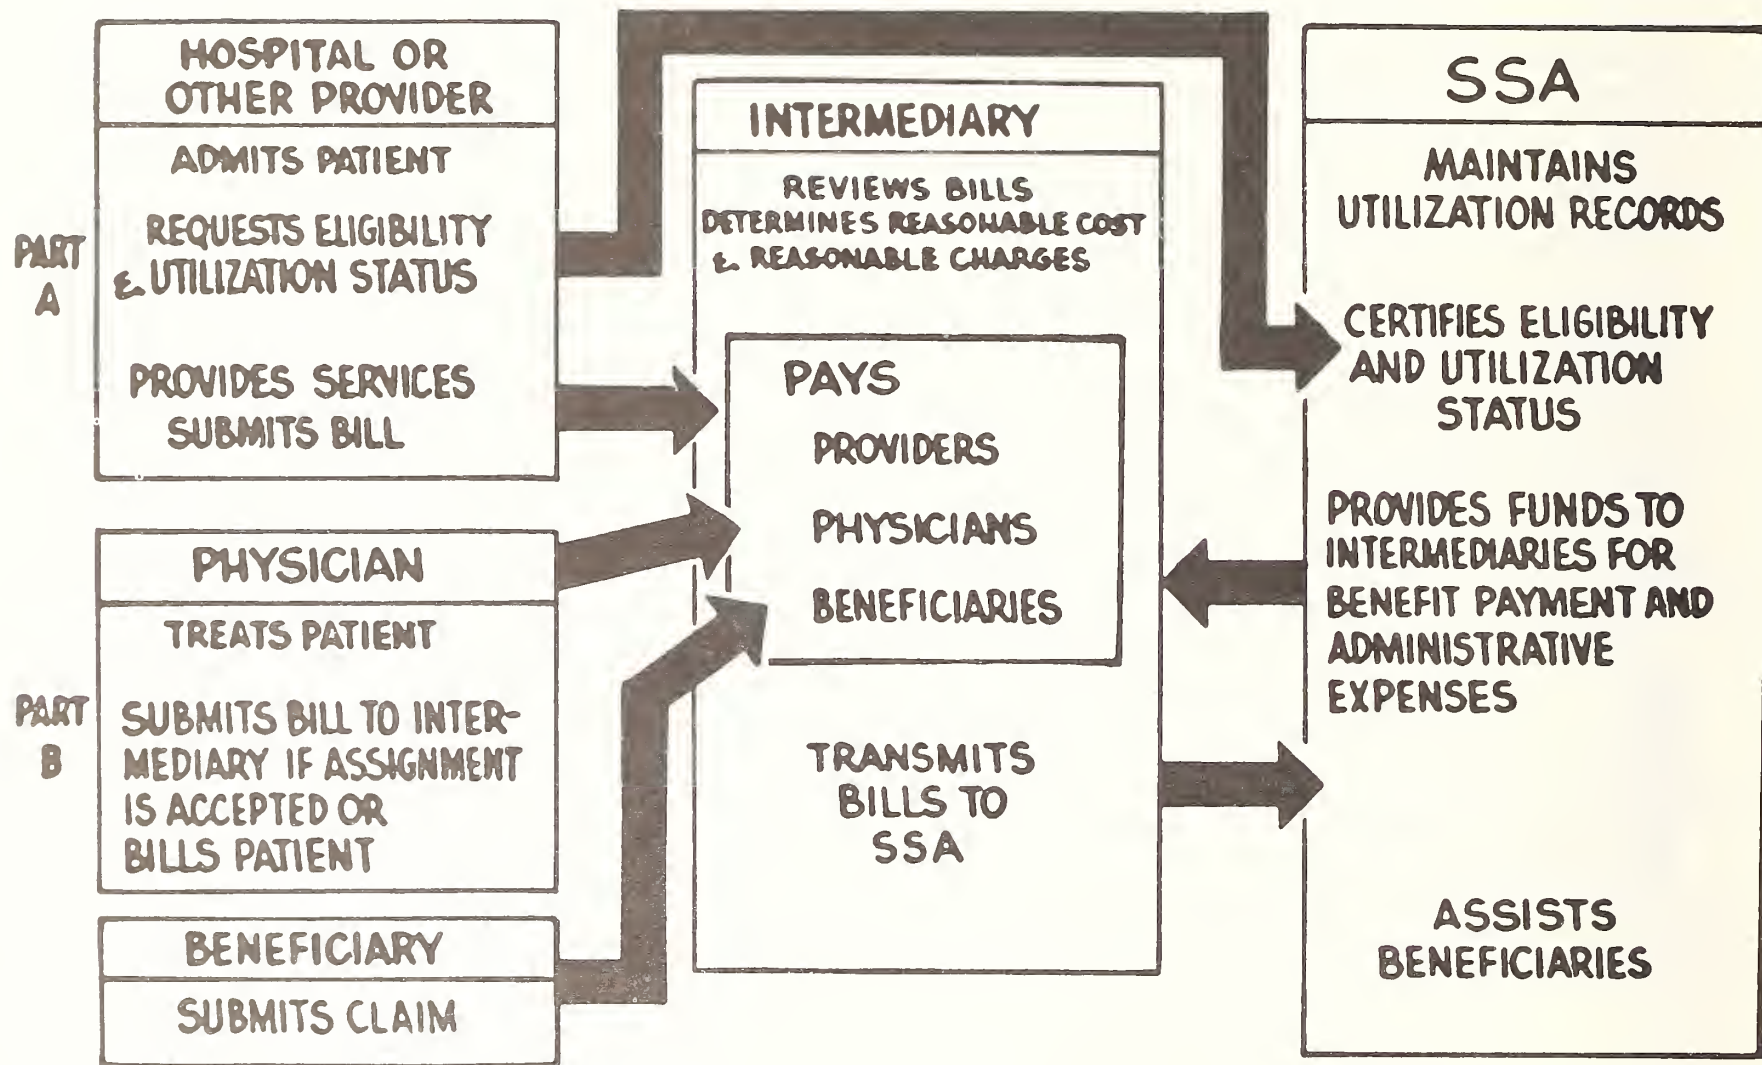 PART
A
HOSPITAL OR
OTHER PROVIDER
ADMITS PATIENT
REQUESTS ELIGIBILITY
& UTILIZATION STATUS
PROVIDES SERVICES
SUBMITS BILL
PART
B
PHYSICIAN
TREATS PATIENT
SUBMITS BILL TO INTER-
MEDIARY IF ASSIGNMENT
IS ACCEPTED OR
BILLS PATIENT
BENEFICIARY
SUBMITS CLAIM
INTERMEDIARY
REVIEWS BILLS
DETERMINES REASONABLE COST
& REASONABLE CHARGES
PAYS
PROVIDERS
PHYSICIANS
BENEFICIARIES
TRANSMITS
BILLS TO
SSA
SSA
MAINTAINS
UTILIZATION RECORDS
CERTIFIES ELIGIBILITY
AND UTILIZATION
STATUS
PROVIDES FUNDS TO
INTERMEDIARIES FOR
BENEFIT PAYMENT AND
ADMINISTRATIVE
EXPENSES
ASSISTS
BENEFICIARIES